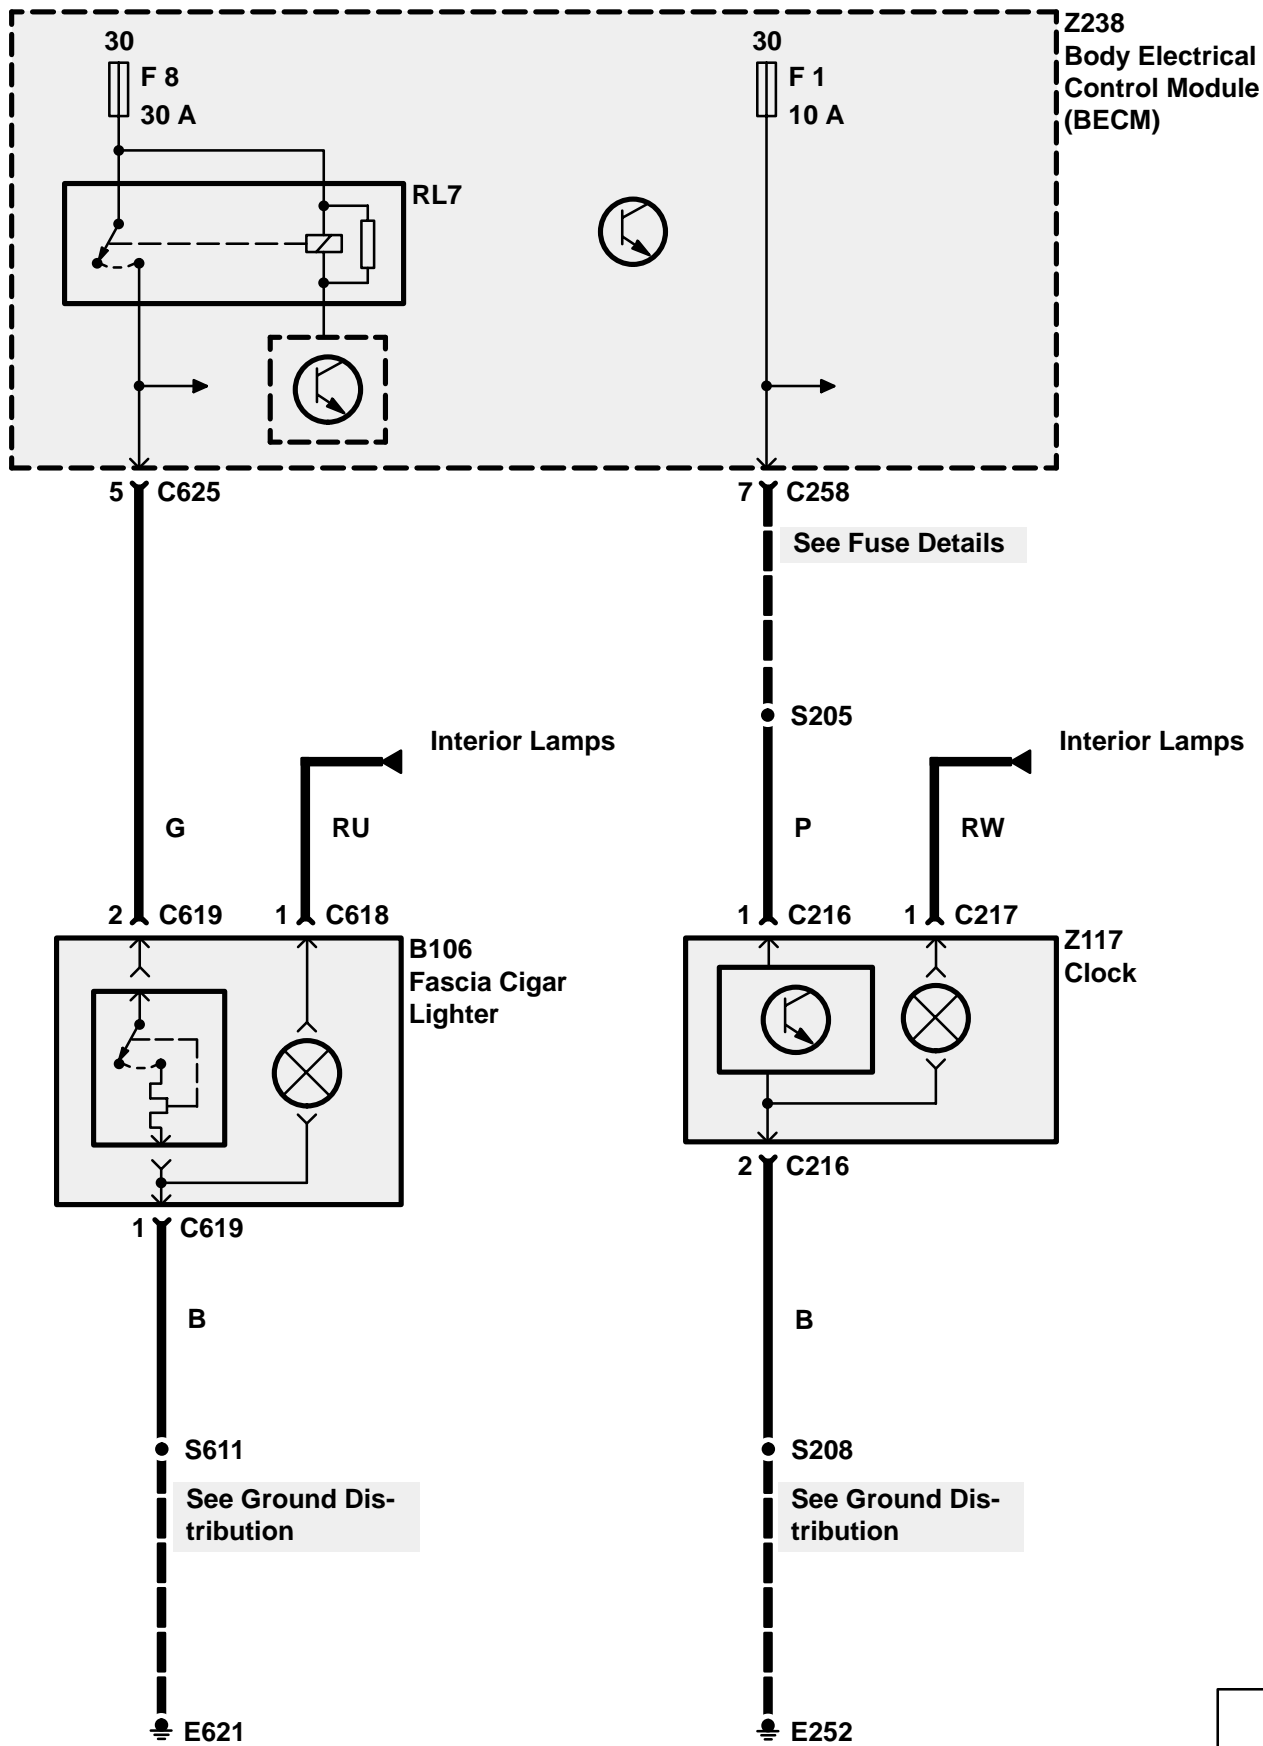 30
F 8
30 A
30
F 1
10 A
Z238
Body Electrical
Control Module
(BECM)
RL7
5
C625
7
C258
See Fuse Details
S205
Interior Lamps
Interior Lamps
G
RU
P
RW
2
C619
1
C618
1
C216
1
C217
B106
Fascia Cigar
Lighter
Z117
Clock
2
C216
1
C619
B
B
S611
S208
See Ground Dis-
tribution
See Ground Dis-
tribution
E621
E252